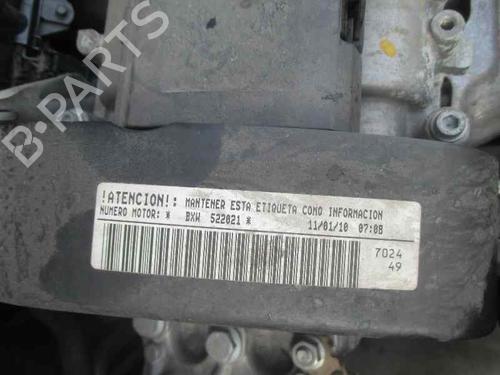 B-PARTS
!ATENCION!: MANTENER ESTA ETIQUETA COMO INFORMACION
NUMERO MOTOR: * BXW 522021 * 11/01/10 07:08
7024
49